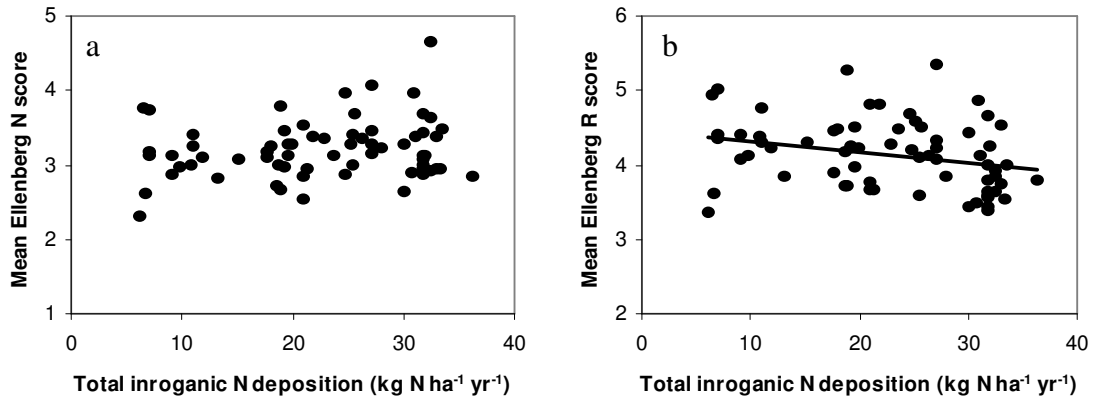 a
Mean Ellenberg N score
5
4
3
2
1
0 10 20 30 40
Total inroganic N deposition (kg N ha⁻¹ yr⁻¹)
b
Mean Ellenberg R score
6
5
4
3
2
0 10 20 30 40
Total inroganic N deposition (kg N ha⁻¹ yr⁻¹)